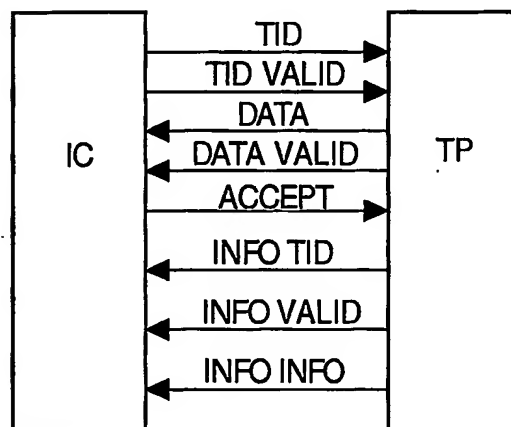 TID
TID VALID
DATA
DATA VALID
IC
TP
ACCEPT
INFO TID
INFO VALID
INFO INFO